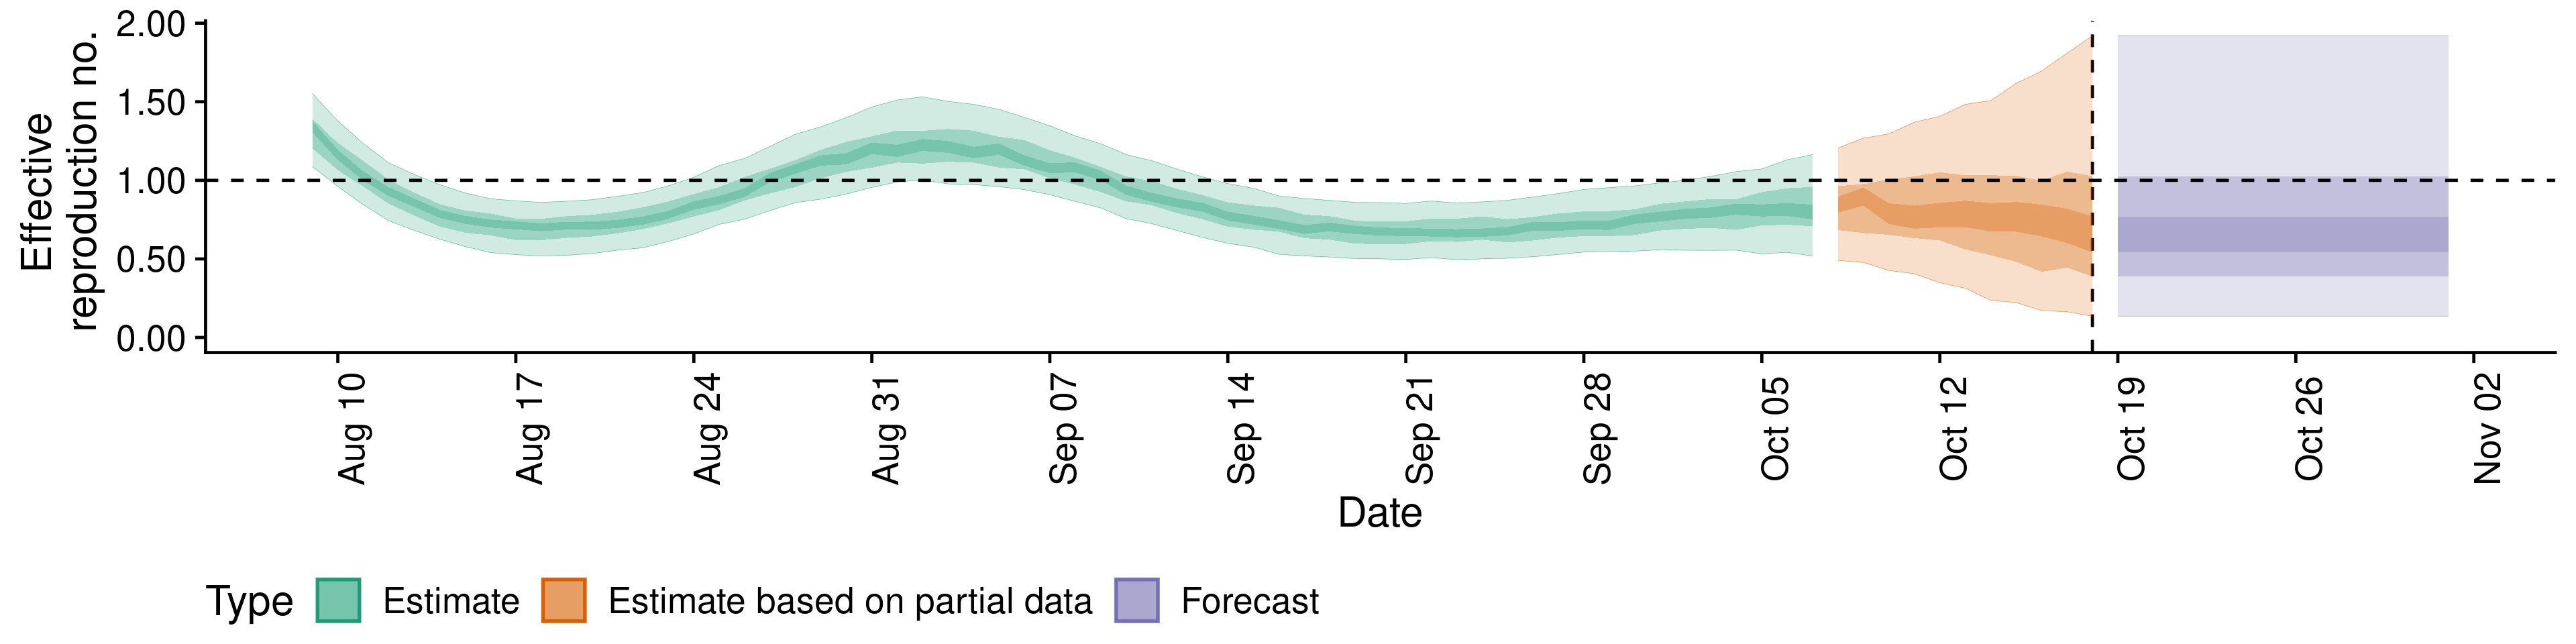 Effective
reproduction no.
2.00
1.50
1.00
0.50
0.00
Aug 10
Aug 17
Aug 24
Aug 31
Sep 07
Sep 14
Sep 21
Sep 28
Oct 05
Oct 12
Oct 19
Oct 26
Nov 02
Date
Type Estimate Estimate based on partial data Forecast